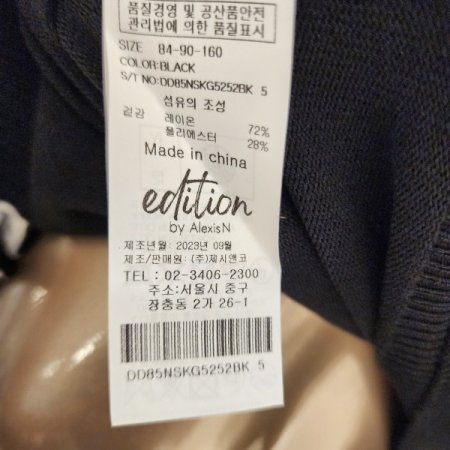 품질경영 및 공산품안전
관리법에 의한 품질표시
SIZE 84-90-160
COLOR:BLACK
S/T NO:DD85NSKG5252BK 5
섬유의 조성
겉감 레이온 72%
폴리에스터 28%
Made in china
edition
by AlexisN
제조년월: 2023년 09월
제조/판매원: (주)제시앤코
TEL : 02-3406-2300
주소:서울시 중구
장충동 2가 26-1
DD85NSKG5252BK 5